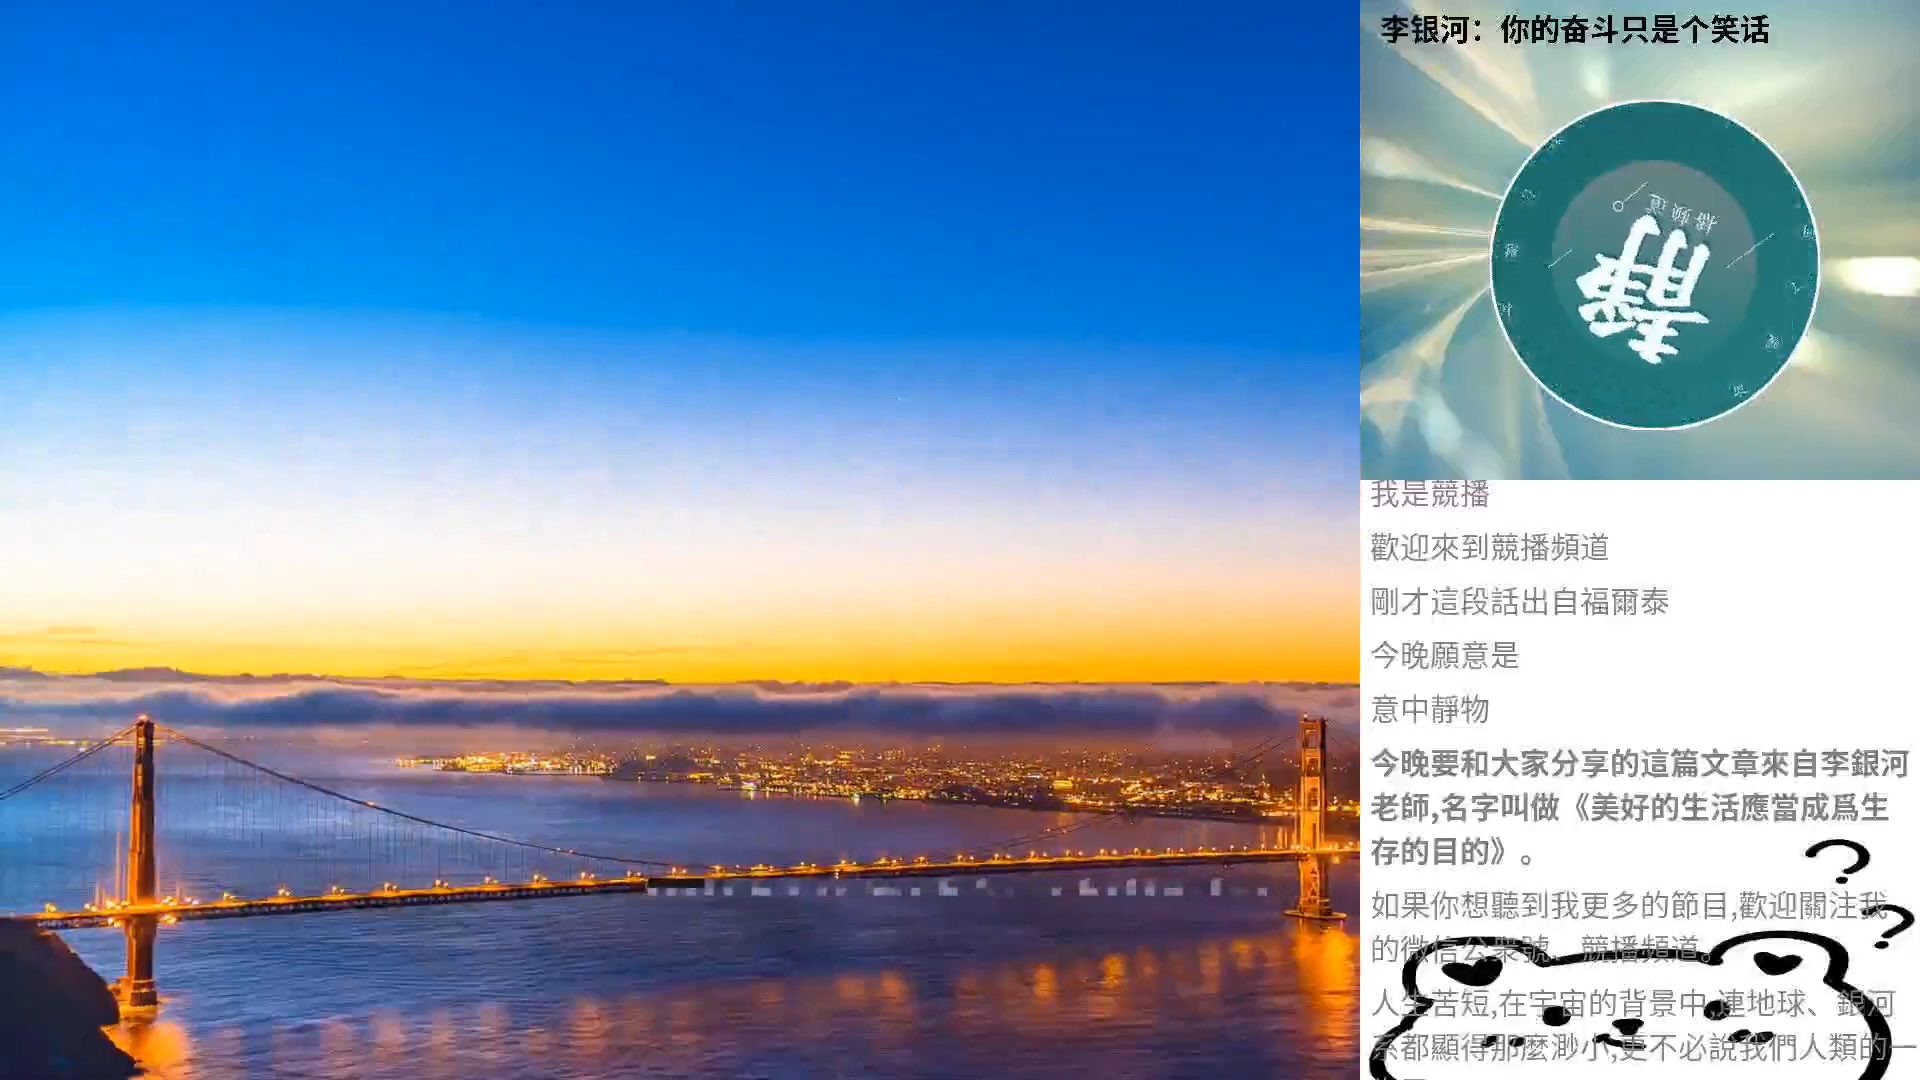 李银河：你的奋斗只是个笑话
靜
播頻道
我是競播
歡迎來到競播頻道
剛才這段話出自福爾泰
今晚願意是
意中靜物
今晚要和大家分享的這篇文章來自李銀河
老師,名字叫做《美好的生活應當成爲生
存的目的》。
如果你想聽到我更多的節目,歡迎關注我
的微信公衆號、競播頻道。
人生苦短,在宇宙的背景中,連地球、銀河
系都顯得那麼渺小,更不必說我們人類的一